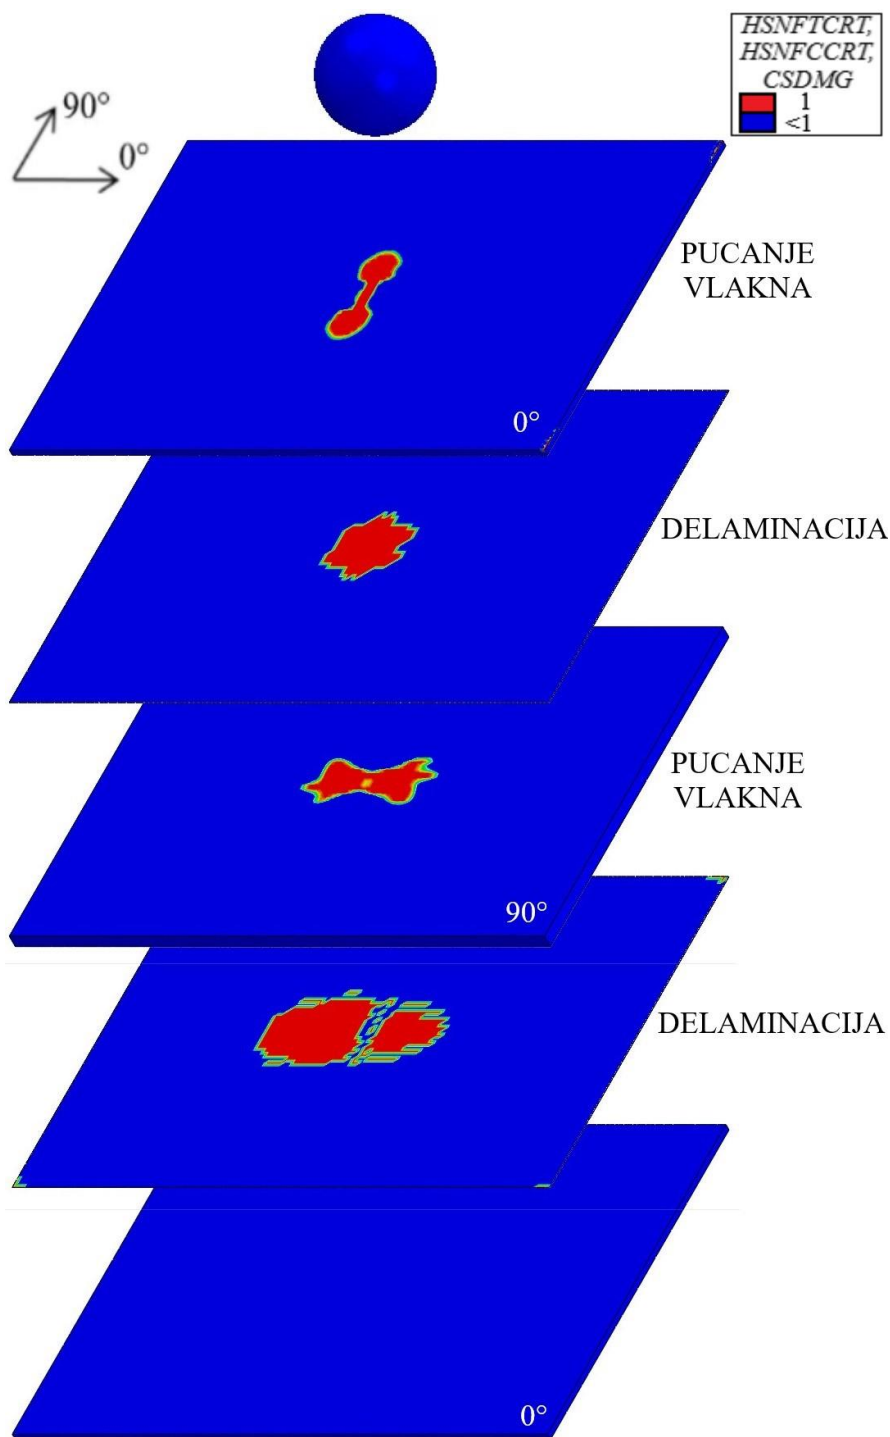 HSNFTCRT,
HSNFCCRT,
CSDMG
1
<1
90°
0°
PUCANJE
VLAKNA
0°
DELAMINACIJA
PUCANJE
VLAKNA
90°
DELAMINACIJA
0°